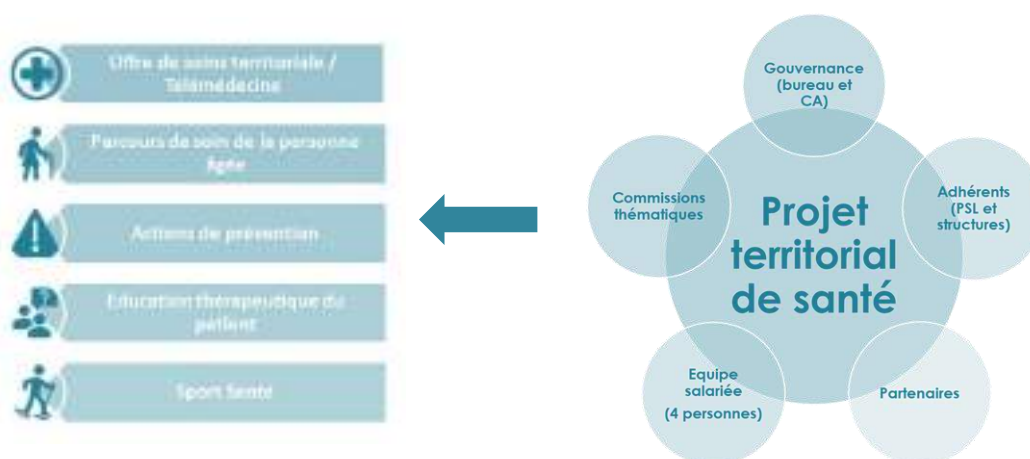 Offre de soins territoriale /
Télémédecine
Parcours de soin de la personne
âgée
Actions de prévention
Education thérapeutique du
patient
Sport Santé
Gouvernance
(bureau et
CA)
Commissions
thématiques
Adhérents
(PSL et
structures)
Projet
territorial
de santé
Equipe
salariée
(4 personnes)
Partenaires